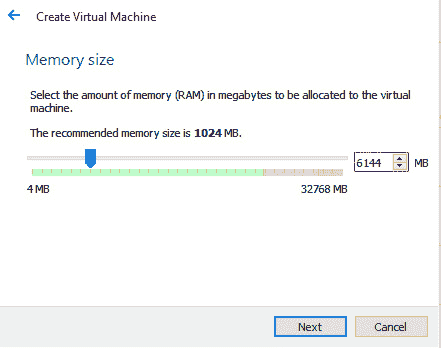 Create Virtual Machine
Memory size
Select the amount of memory (RAM) in megabytes to be allocated to the virtual
machine.
The recommended memory size is 1024 MB.
6144 MB
4 MB 32768 MB
Next Cancel